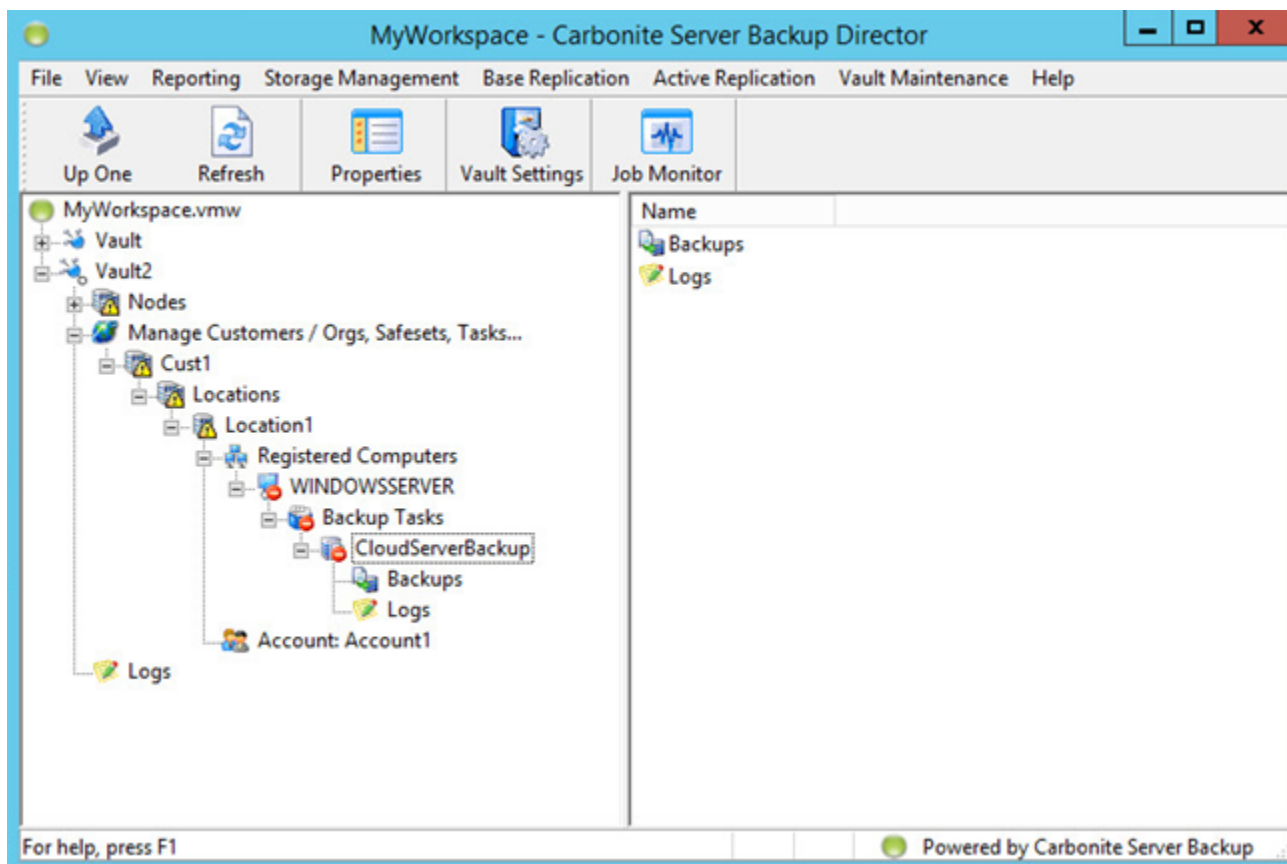 MyWorkspace - Carbonite Server Backup Director
File View Reporting Storage Management Base Replication Active Replication Vault Maintenance Help
Up One Refresh Properties Vault Settings Job Monitor
MyWorkspace.vmw
Vault
Vault2
Nodes
Manage Customers / Orgs, Safesets, Tasks...
Cust1
Locations
Location1
Registered Computers
WINDOWSSERVER
Backup Tasks
CloudServerBackup
Backups
Logs
Account: Account1
Logs
Name
Backups
Logs
For help, press F1
Powered by Carbonite Server Backup